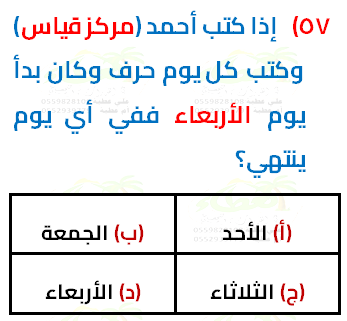 ٥٧) إذا كتب أحمد (مركز قياس)
وكتب كل يوم حرف وكان بدأ
يوم الأربعاء ففي أي يوم
ينتهي؟
(أ) الأحد (ب) الجمعة
(ج) الثلاثاء (د) الأربعاء